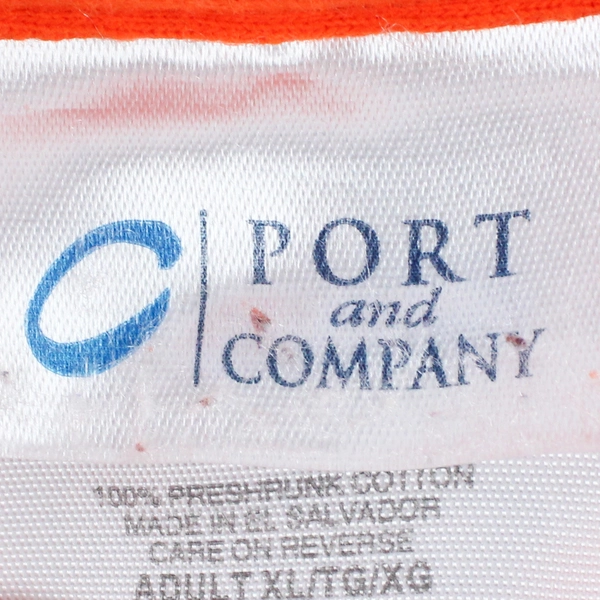 PORT
and
COMPANY
100% PRESHRUNK COTTON
MADE IN EL SALVADOR
CARE ON REVERSE
ADULT XL/TG/XG